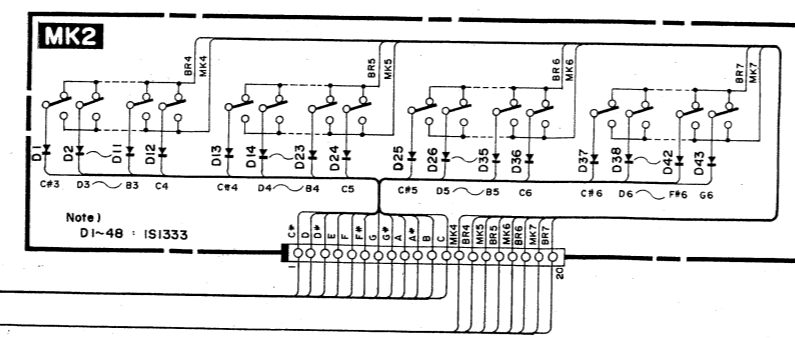 MK2
BR4 MK4 BR5 MK5 BR6 MK6 BR7 MK7
D1 D2 D11 D12 D13 D14 D23 D24 D25 D26 D35 D36 D37 D38 D42 D43
C#3 D3 B3 C4 C#4 D4 B4 C5 C#5 D5 B5 C6 C#6 D6 F#6 G6
Note)
D1~48 : 1S1333
C# D D# E F F# G G# A A# B C MK4 BR4 MK5 BR5 MK6 BR6 MK7 BR7
1 20